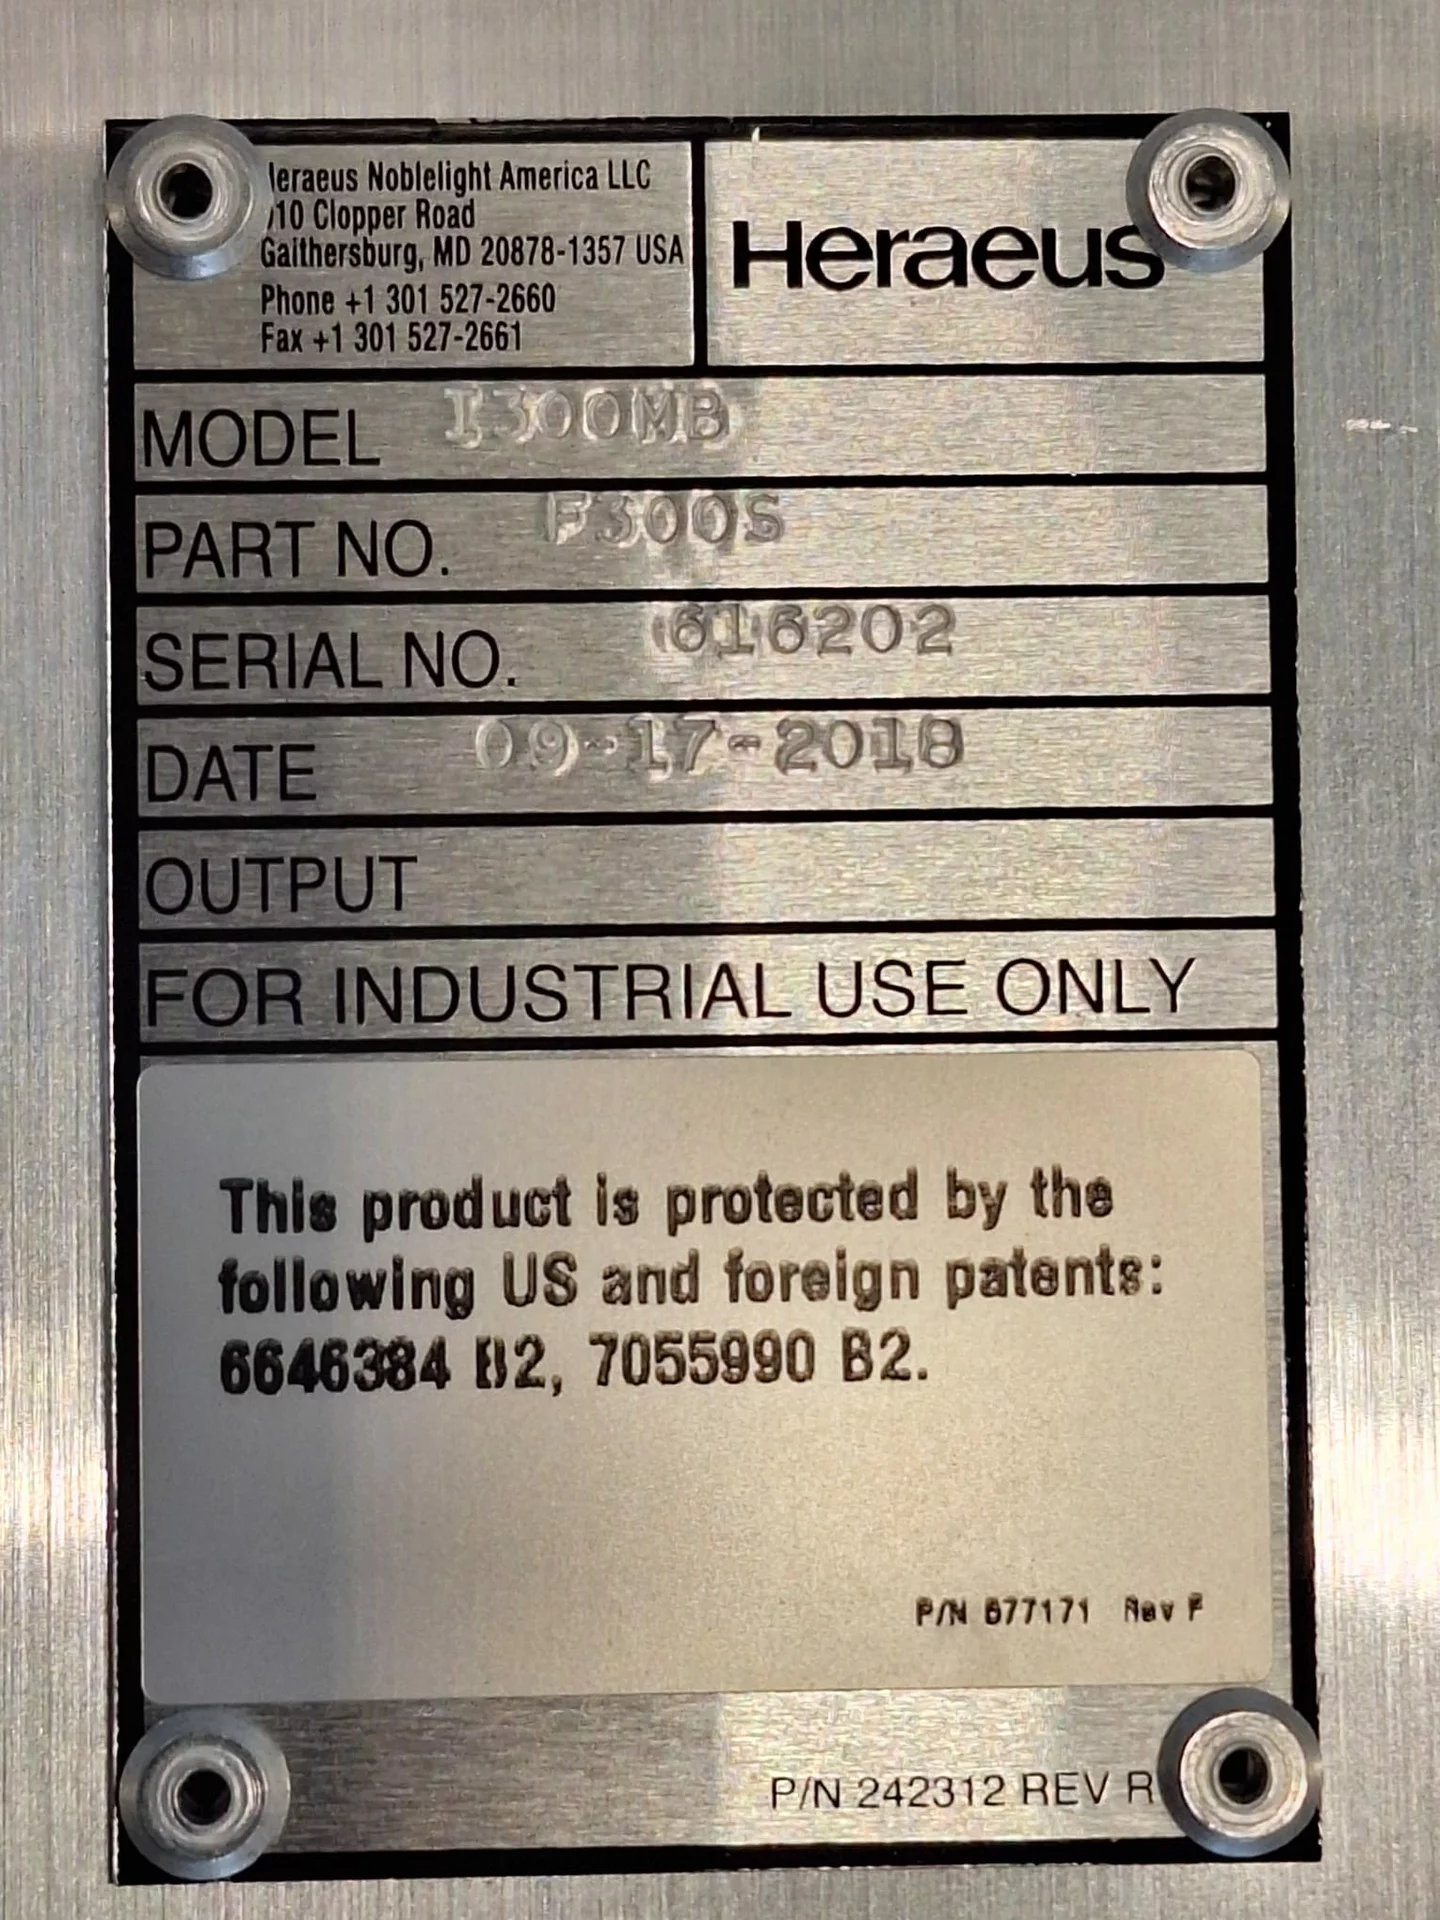 Heraeus Noblelight America LLC
910 Clopper Road
Gaithersburg, MD 20878-1357 USA
Phone +1 301 527-2660
Fax +1 301 527-2661
Heraeus
MODEL I300MB
PART NO. F300S
SERIAL NO. 616202
DATE 09-17-2018
OUTPUT
FOR INDUSTRIAL USE ONLY
This product is protected by the
following US and foreign patents:
6646384 B2, 7055990 B2.
P/N 577171 Rev F
P/N 242312 REV R